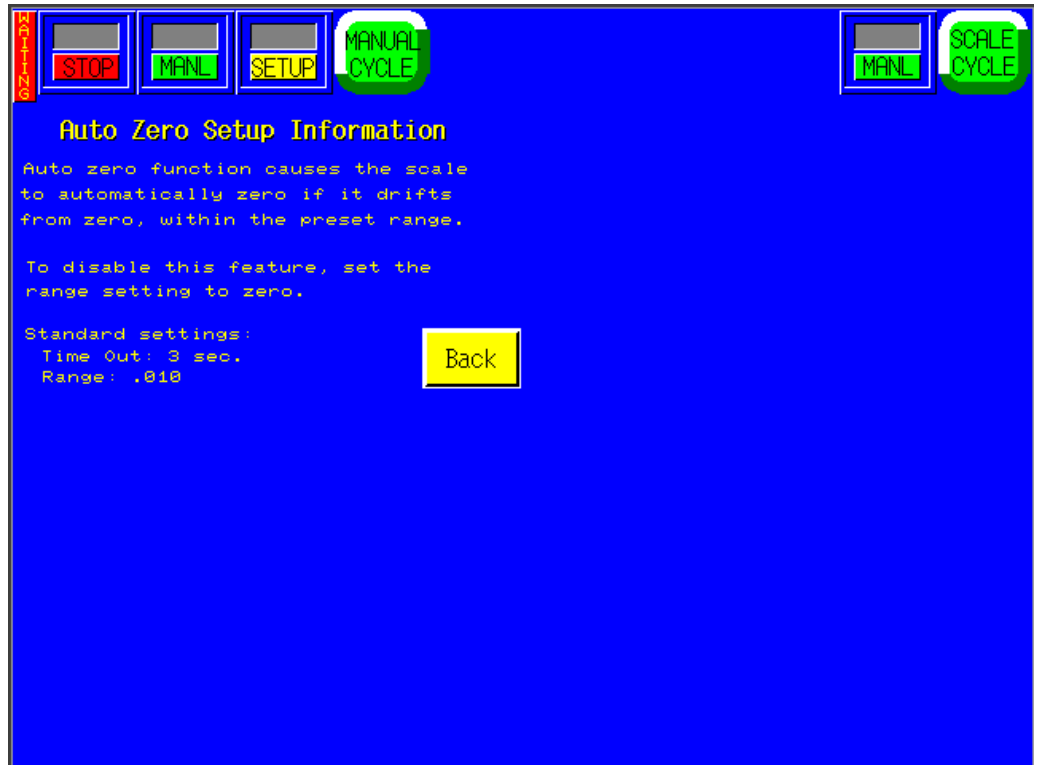 WAITING
STOP
MANL
SETUP
MANUAL
CYCLE
MANL
SCALE
CYCLE
Auto Zero Setup Information
Auto zero function causes the scale
to automatically zero if it drifts
from zero, within the preset range.
To disable this feature, set the
range setting to zero.
Standard settings:
Time Out: 3 sec.
Range: .010
Back